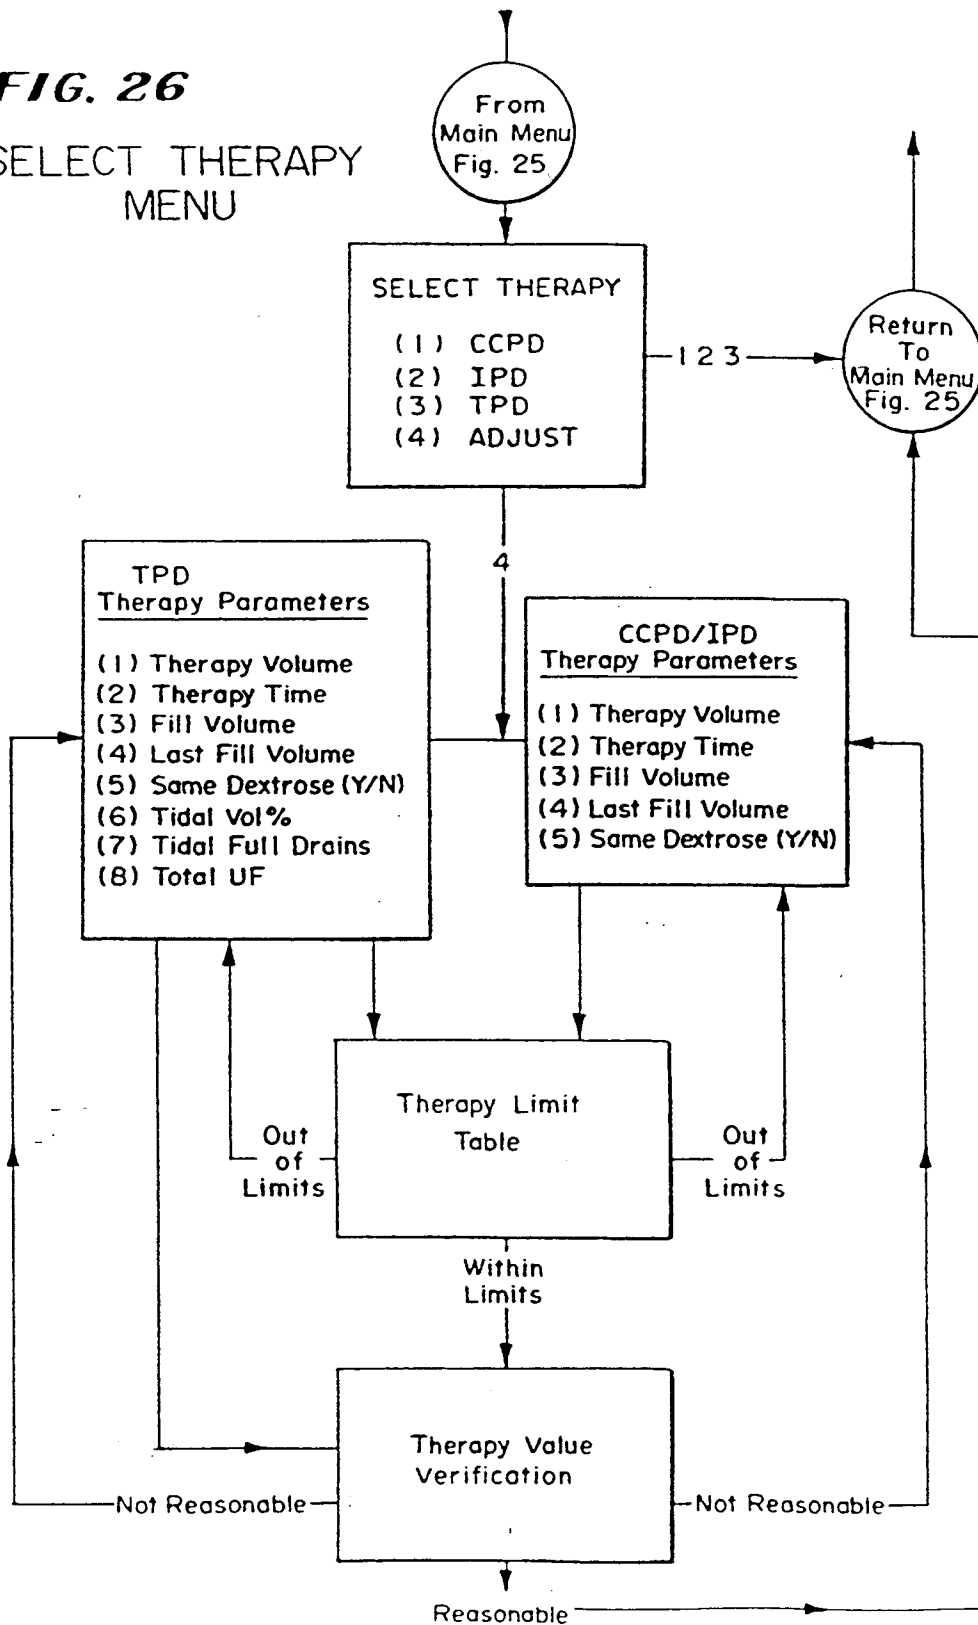 FIG. 26
SELECT THERAPY
MENU
From
Main Menu
Fig. 25
SELECT THERAPY
(1) CCPD
(2) IPD
(3) TPD
(4) ADJUST
1 2 3
Return
To
Main Menu
Fig. 25
4
TPD
Therapy Parameters
(1) Therapy Volume
(2) Therapy Time
(3) Fill Volume
(4) Last Fill Volume
(5) Same Dextrose (Y/N)
(6) Tidal Vol%
(7) Tidal Full Drains
(8) Total UF
CCPD/IPD
Therapy Parameters
(1) Therapy Volume
(2) Therapy Time
(3) Fill Volume
(4) Last Fill Volume
(5) Same Dextrose (Y/N)
Therapy Limit
Table
Out
of
Limits
Out
of
Limits
Within
Limits
Therapy Value
Verification
Not Reasonable
Not Reasonable
Reasonable